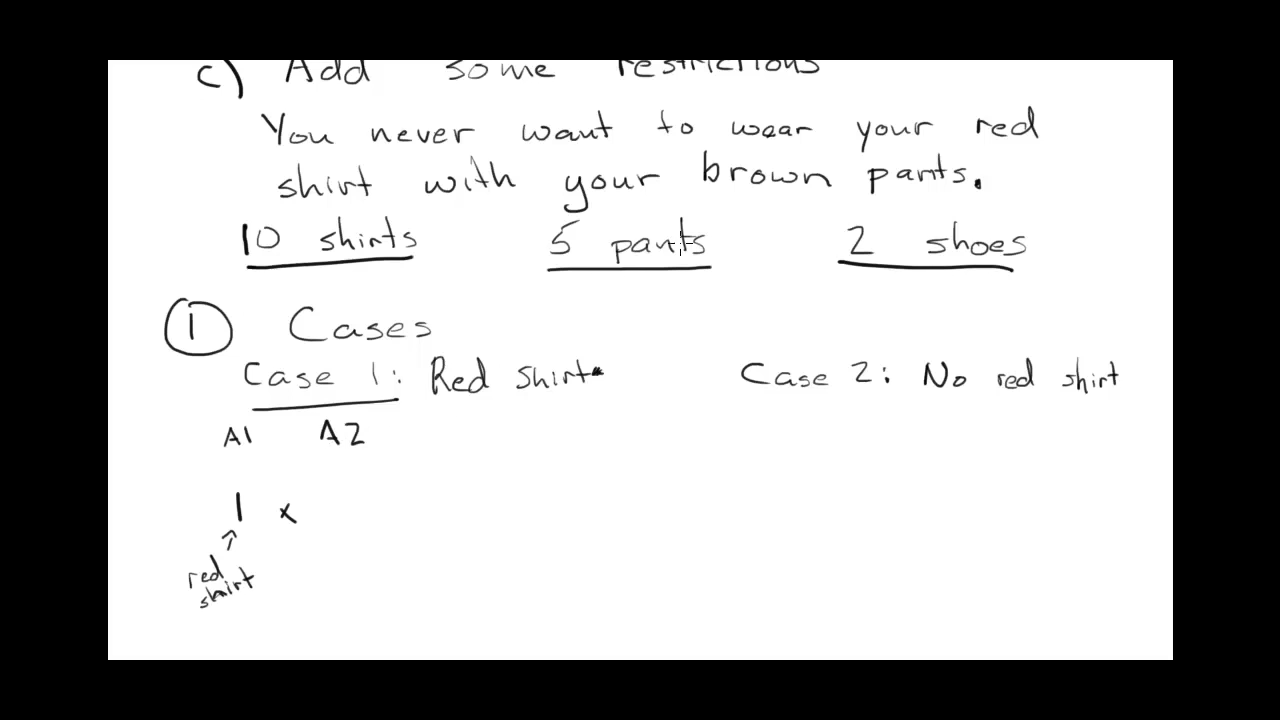 c) Add some restrictions
You never want to wear your red
shirt with your brown pants.
10 shirts 5 pants 2 shoes
① Cases
Case 1: Red shirt Case 2: No red shirt
A1 A2
1 x
red
shirt